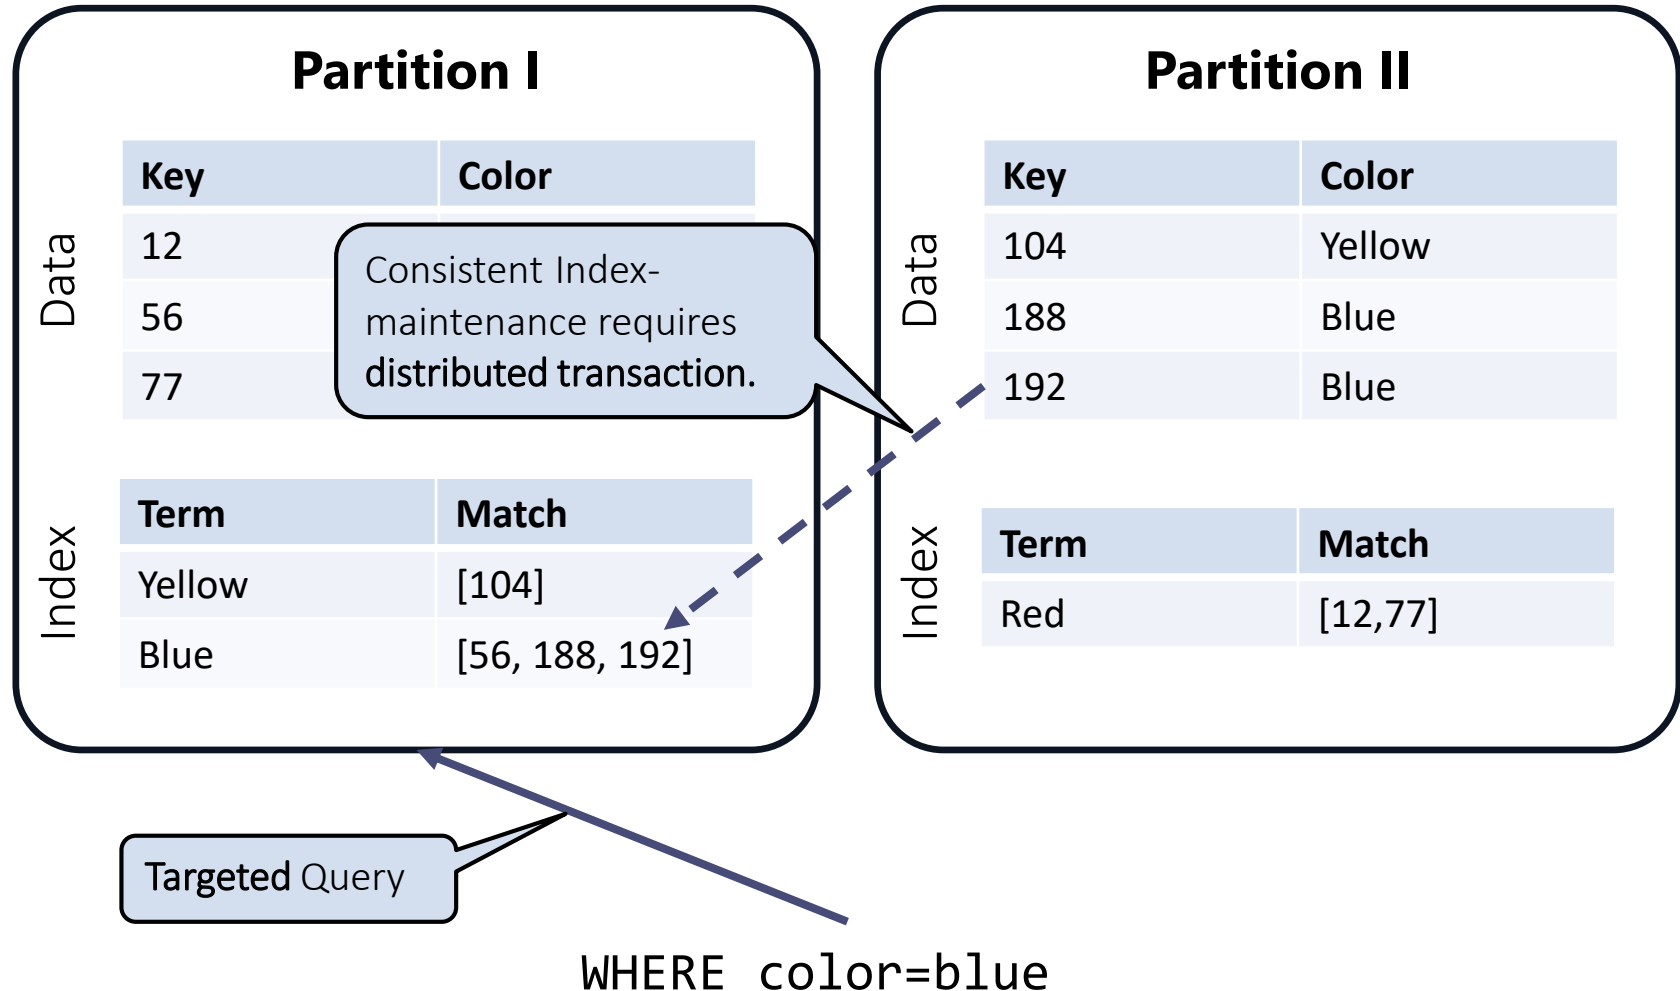 Partition I
Data
Key Color
12
56
77
Consistent Index-
maintenance requires
distributed transaction.
Index
Term Match
Yellow [104]
Blue [56, 188, 192]
Partition II
Data
Key Color
104 Yellow
188 Blue
192 Blue
Index
Term Match
Red [12,77]
Targeted Query
WHERE color=blue